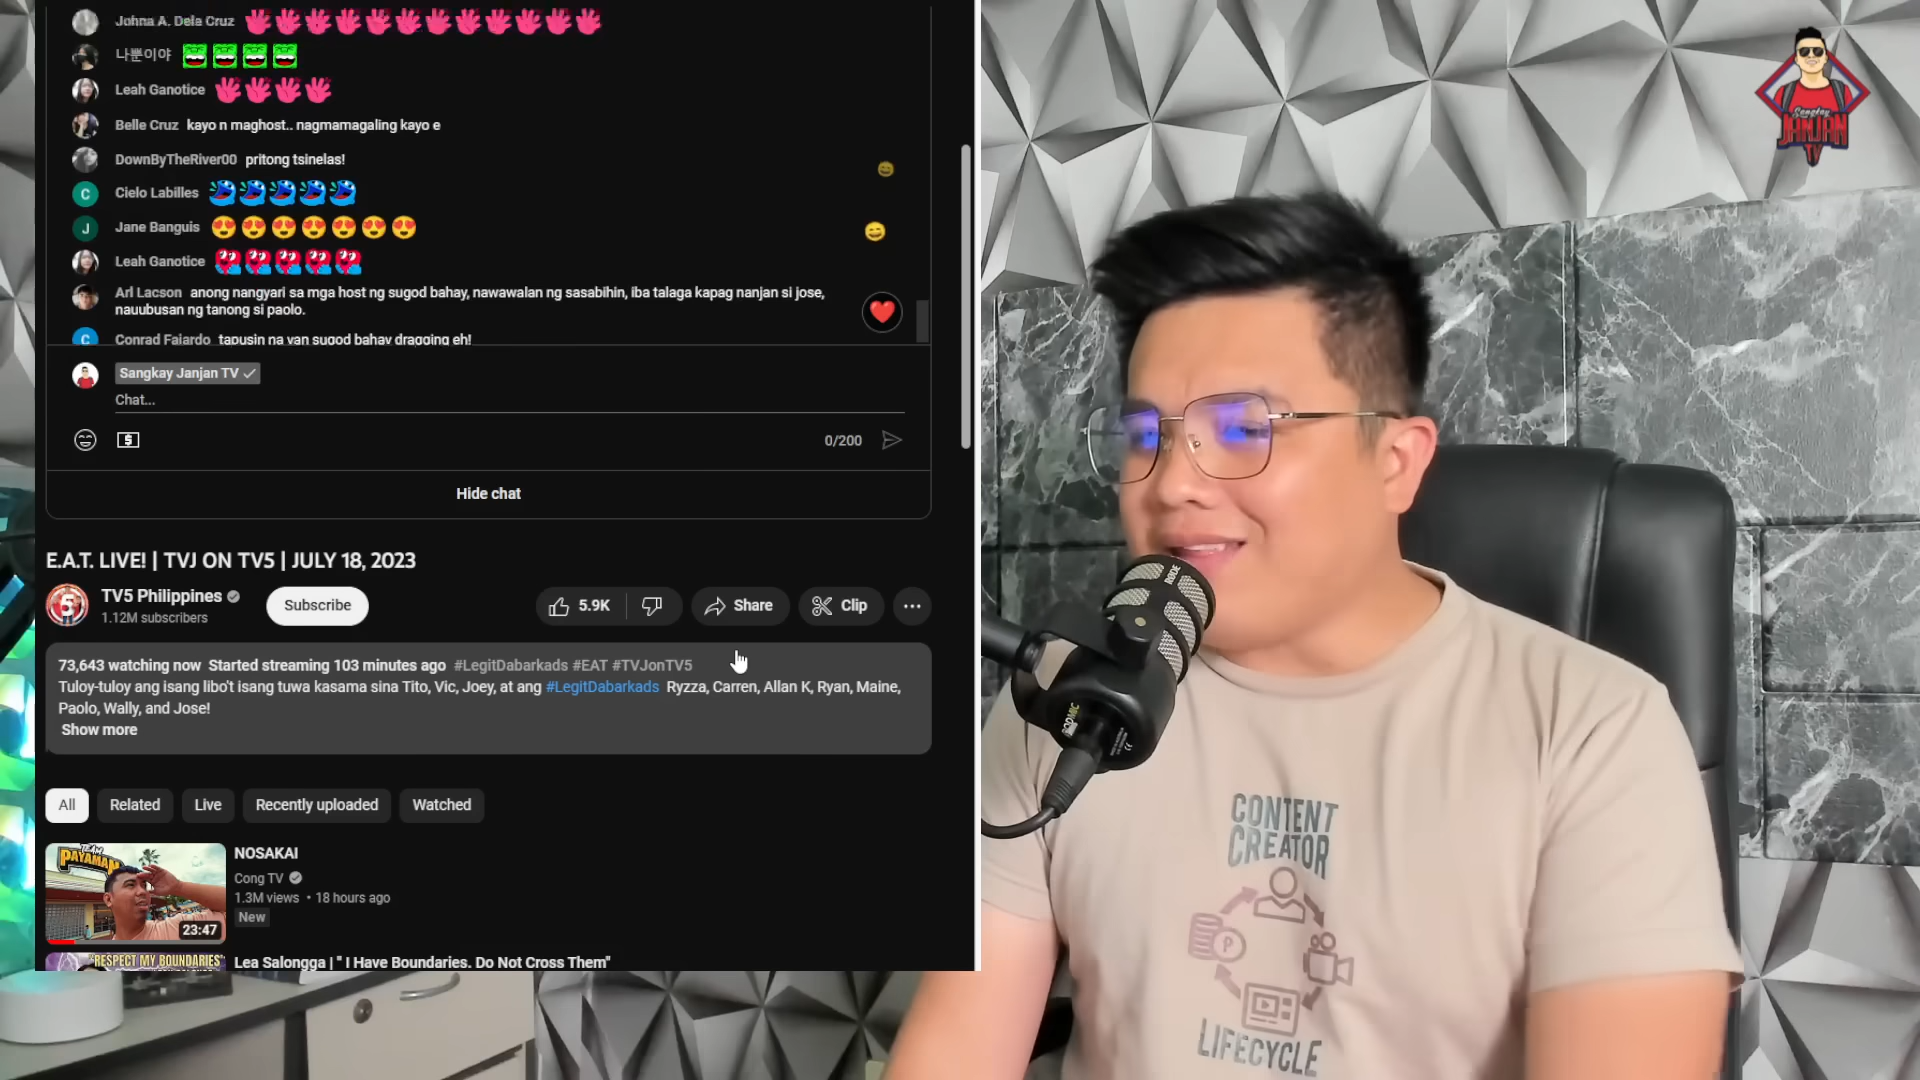 Johna A. Dela Cruz
나뿐이야
Leah Ganotice
Belle Cruz kayo n maghost.. nagmamagaling kayo e
DownByTheRiver00 pritong tsinelas!
C Cielo Labilles
J Jane Banguis
Leah Ganotice
Arl Lacson anong nangyari sa mga host ng sugod bahay, nawawalan ng sasabihin, iba talaga kapag nanjan si jose,
nauubusan ng tanong si paolo.
C Conrad Faiardo tapusin na yan sugod bahay dragging eh!
Sangkay Janjan TV
Chat...
0/200
Hide chat
E.A.T. LIVE! | TVJ ON TV5 | JULY 18, 2023
TV5 Philippines
1.12M subscribers
Subscribe
5.9K
Share
Clip
73,643 watching now Started streaming 103 minutes ago #LegitDabarkads #EAT #TVJonTV5
Tuloy-tuloy ang isang libo't isang tuwa kasama sina Tito, Vic, Joey, at ang #LegitDabarkads Ryzza, Carren, Allan K, Ryan, Maine,
Paolo, Wally, and Jose!
Show more
All Related Live Recently uploaded Watched
TEAM
PAYAMAN
23:47
NOSAKAI
Cong TV
1.3M views • 18 hours ago
New
"RESPECT MY BOUNDARIES"
Lea Salongga | " I Have Boundaries. Do Not Cross Them"
Sangkay
JANJAN
TV
RØDE
PODMIC
CONTENT
CREATOR
LIFECYCLE